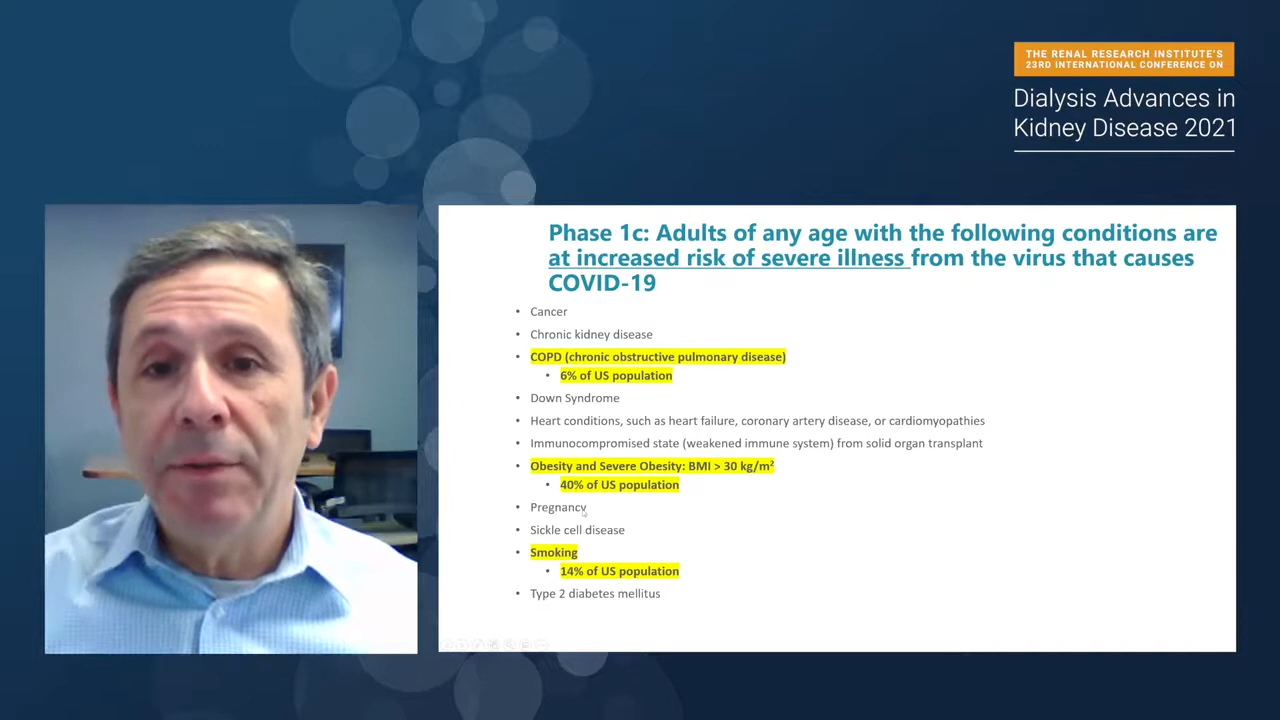 THE RENAL RESEARCH INSTITUTE'S
23RD INTERNATIONAL CONFERENCE ON
Dialysis Advances in
Kidney Disease 2021
Phase 1c: Adults of any age with the following conditions are
at increased risk of severe illness from the virus that causes
COVID-19
• Cancer
• Chronic kidney disease
• COPD (chronic obstructive pulmonary disease)
• 6% of US population
• Down Syndrome
• Heart conditions, such as heart failure, coronary artery disease, or cardiomyopathies
• Immunocompromised state (weakened immune system) from solid organ transplant
• Obesity and Severe Obesity: BMI > 30 kg/m²
• 40% of US population
• Pregnancy
• Sickle cell disease
• Smoking
• 14% of US population
• Type 2 diabetes mellitus